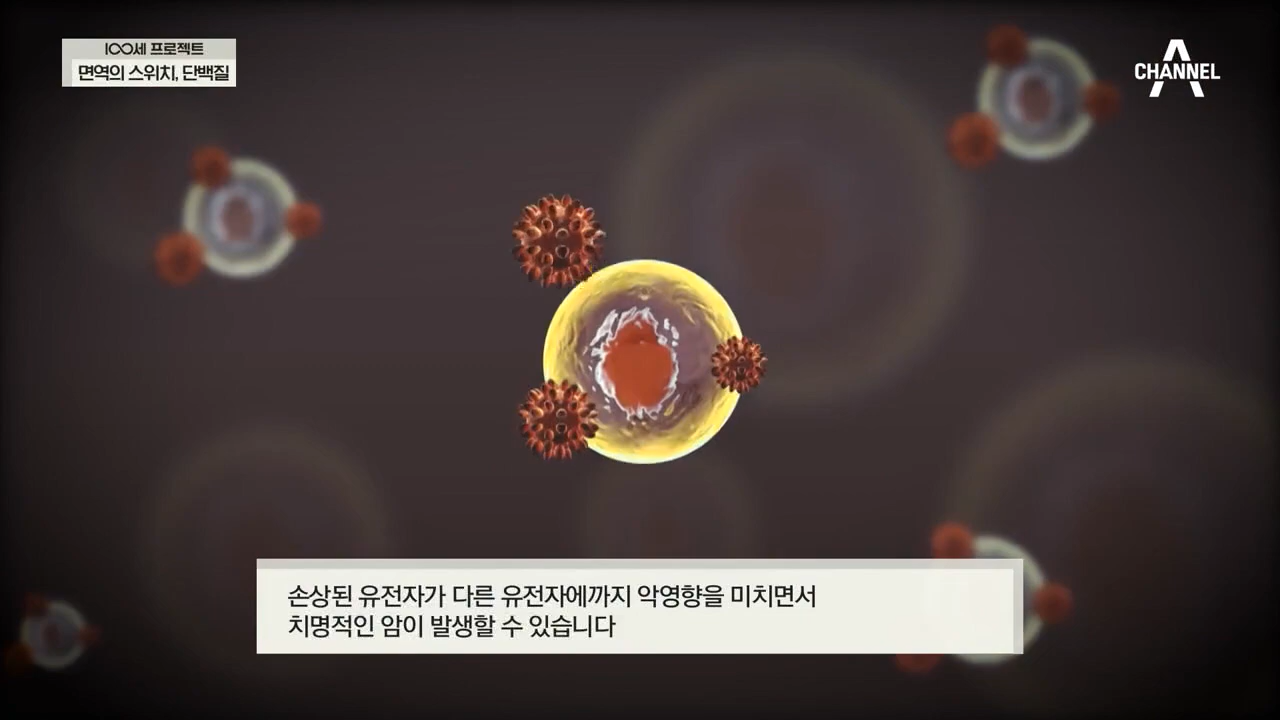 100세 프로젝트
면역의 스위치, 단백질
CHANNEL A
손상된 유전자가 다른 유전자에까지 악영향을 미치면서
치명적인 암이 발생할 수 있습니다